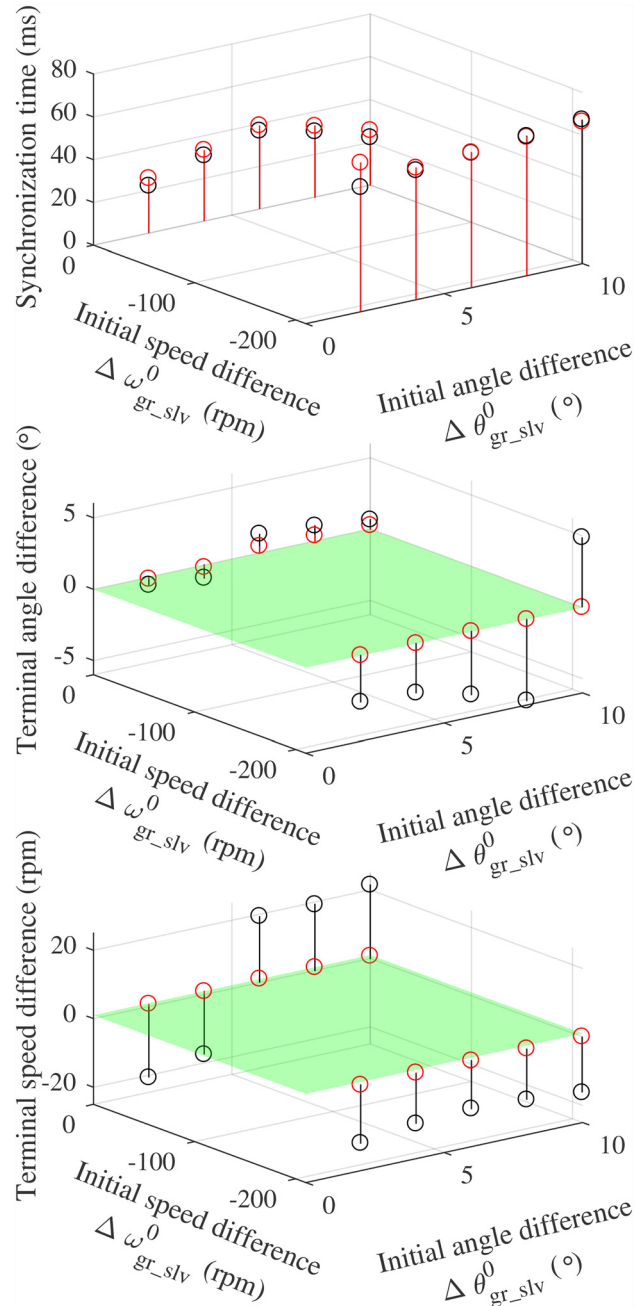 Synchronization time (ms)
80
60
40
20
0
0
-100
-200
0
5
10
Initial speed difference
Δ ω⁰gr_slv (rpm)
Initial angle difference
Δ θ⁰gr_slv (°)
Terminal angle difference (°)
5
0
-5
0
-100
-200
0
5
10
Initial speed difference
Δ ω⁰gr_slv (rpm)
Initial angle difference
Δ θ⁰gr_slv (°)
Terminal speed difference (rpm)
20
0
-20
0
-100
-200
0
5
10
Initial speed difference
Δ ω⁰gr_slv (rpm)
Initial angle difference
Δ θ⁰gr_slv (°)